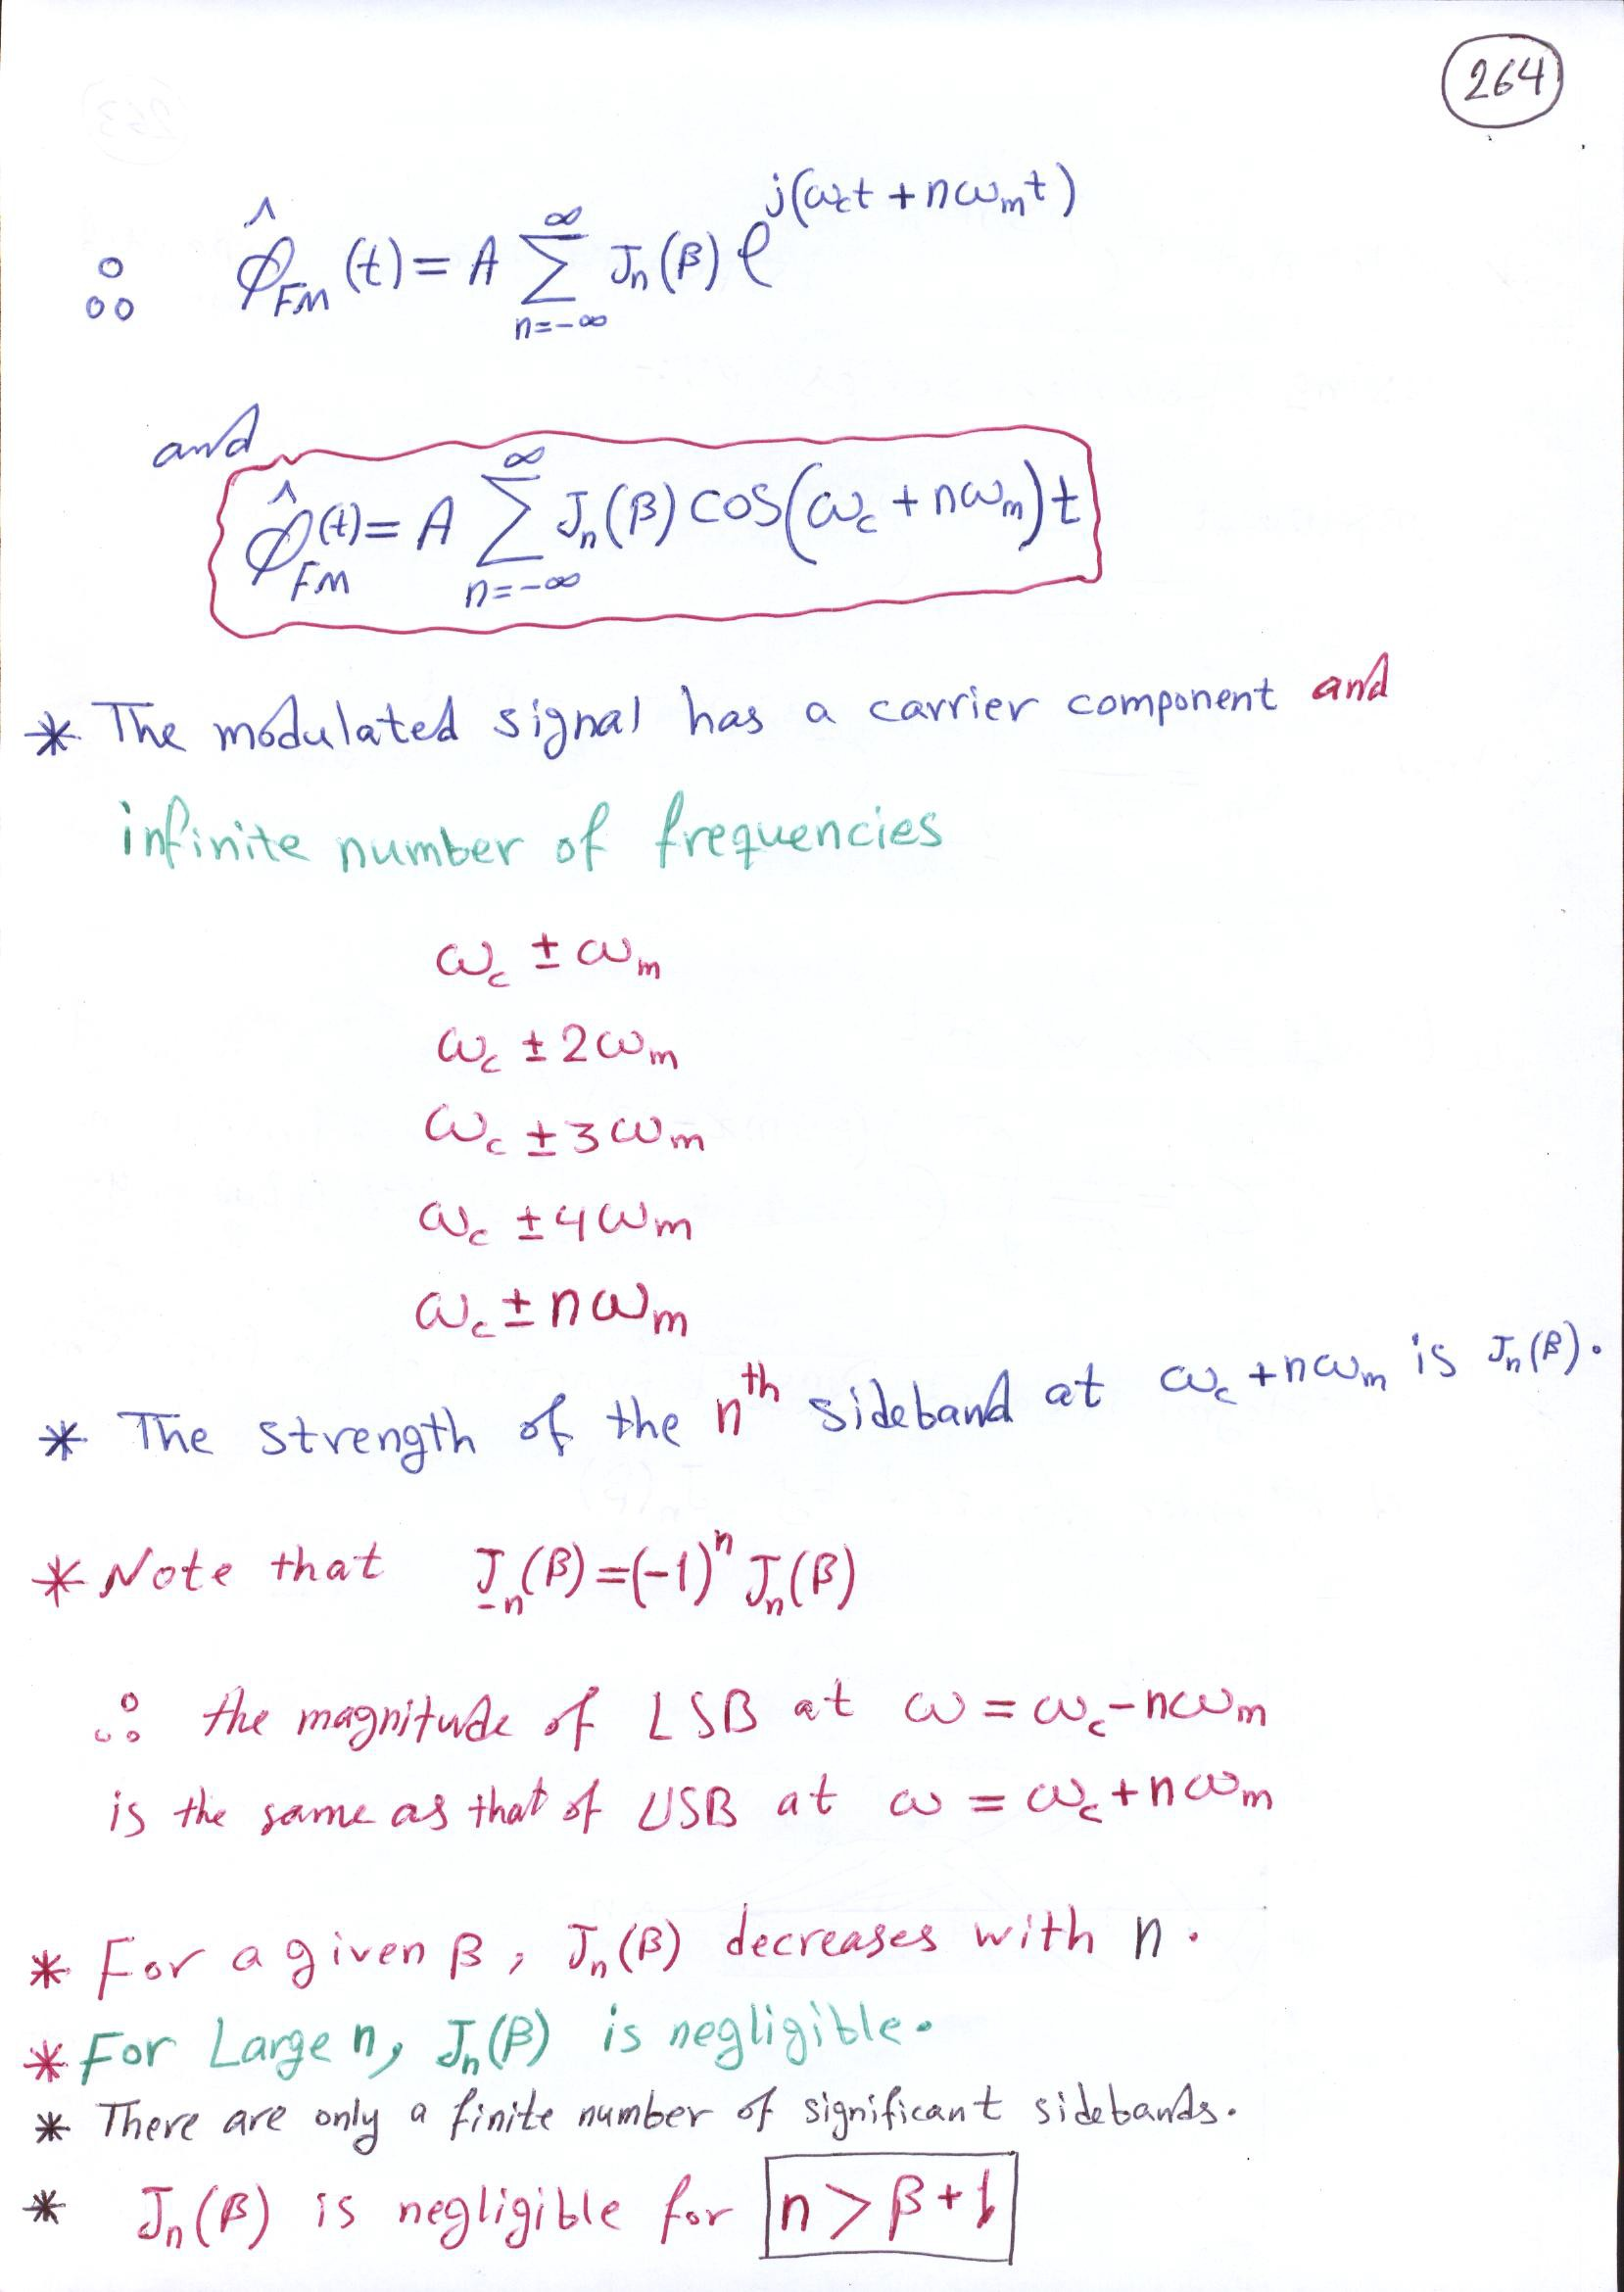 264
∴ φ̂_FM (t) = A ∑_{n=-∞}^{∞} J_n(β) e^{j(ω_c t + nω_m t)}
and
φ̂_FM (t) = A ∑_{n=-∞}^{∞} J_n(β) cos(ω_c + nω_m)t
* The modulated signal has a carrier component and
infinite number of frequencies
ω_c ± ω_m
ω_c ± 2ω_m
ω_c ± 3ω_m
ω_c ± 4ω_m
ω_c ± nω_m
* The strength of the n^th sideband at ω_c + nω_m is J_n(β).
* Note that J_{-n}(β) = (-1)^n J_n(β)
∴ the magnitude of LSB at ω = ω_c - nω_m
is the same as that of USB at ω = ω_c + nω_m
* For a given β, J_n(β) decreases with n.
* For Large n, J_n(β) is negligible.
* There are only a finite number of significant sidebands.
* J_n(β) is negligible for n > β + 1